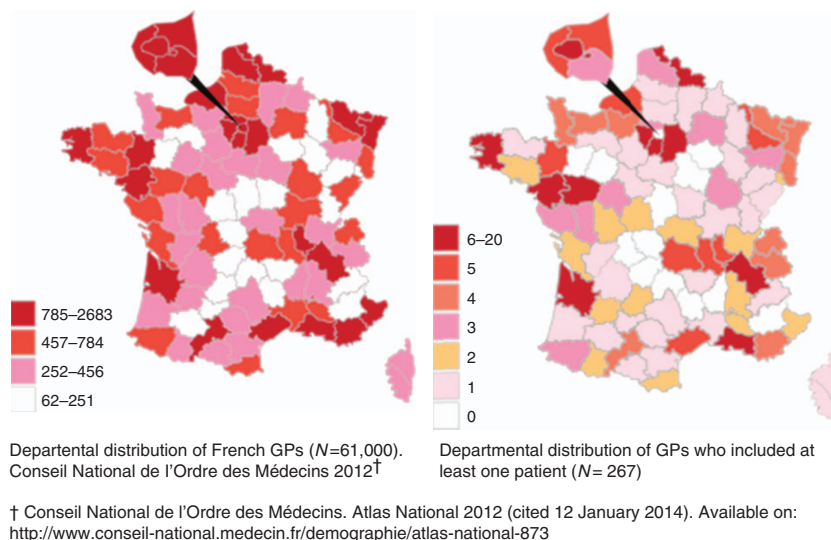 785–2683
457–784
252–456
62–251
6–20
5
4
3
2
1
0
Departental distribution of French GPs (N=61,000).
Conseil National de l'Ordre des Médecins 2012†
Departmental distribution of GPs who included at
least one patient (N= 267)
† Conseil National de l'Ordre des Médecins. Atlas National 2012 (cited 12 January 2014). Available on:
http://www.conseil-national.medecin.fr/demographie/atlas-national-873